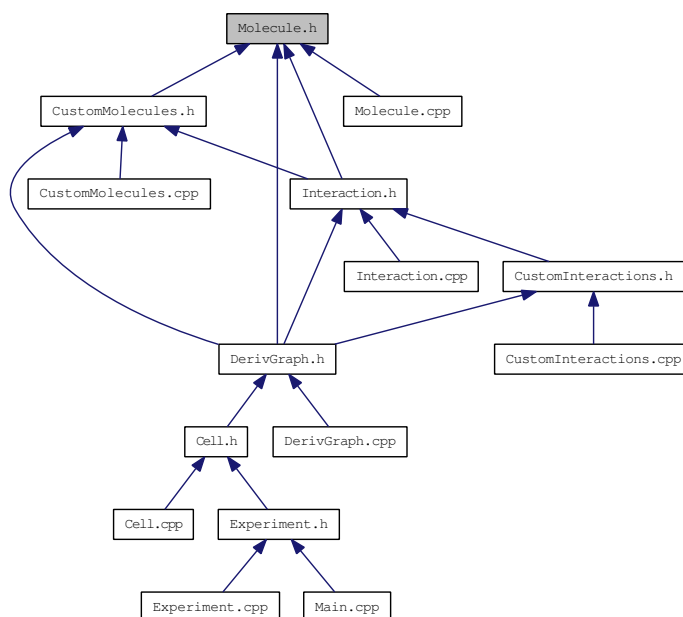 Molecule.h
CustomMolecules.h
Molecule.cpp
CustomMolecules.cpp
Interaction.h
Interaction.cpp
CustomInteractions.h
DerivGraph.h
CustomInteractions.cpp
Cell.h
DerivGraph.cpp
Cell.cpp
Experiment.h
Experiment.cpp
Main.cpp